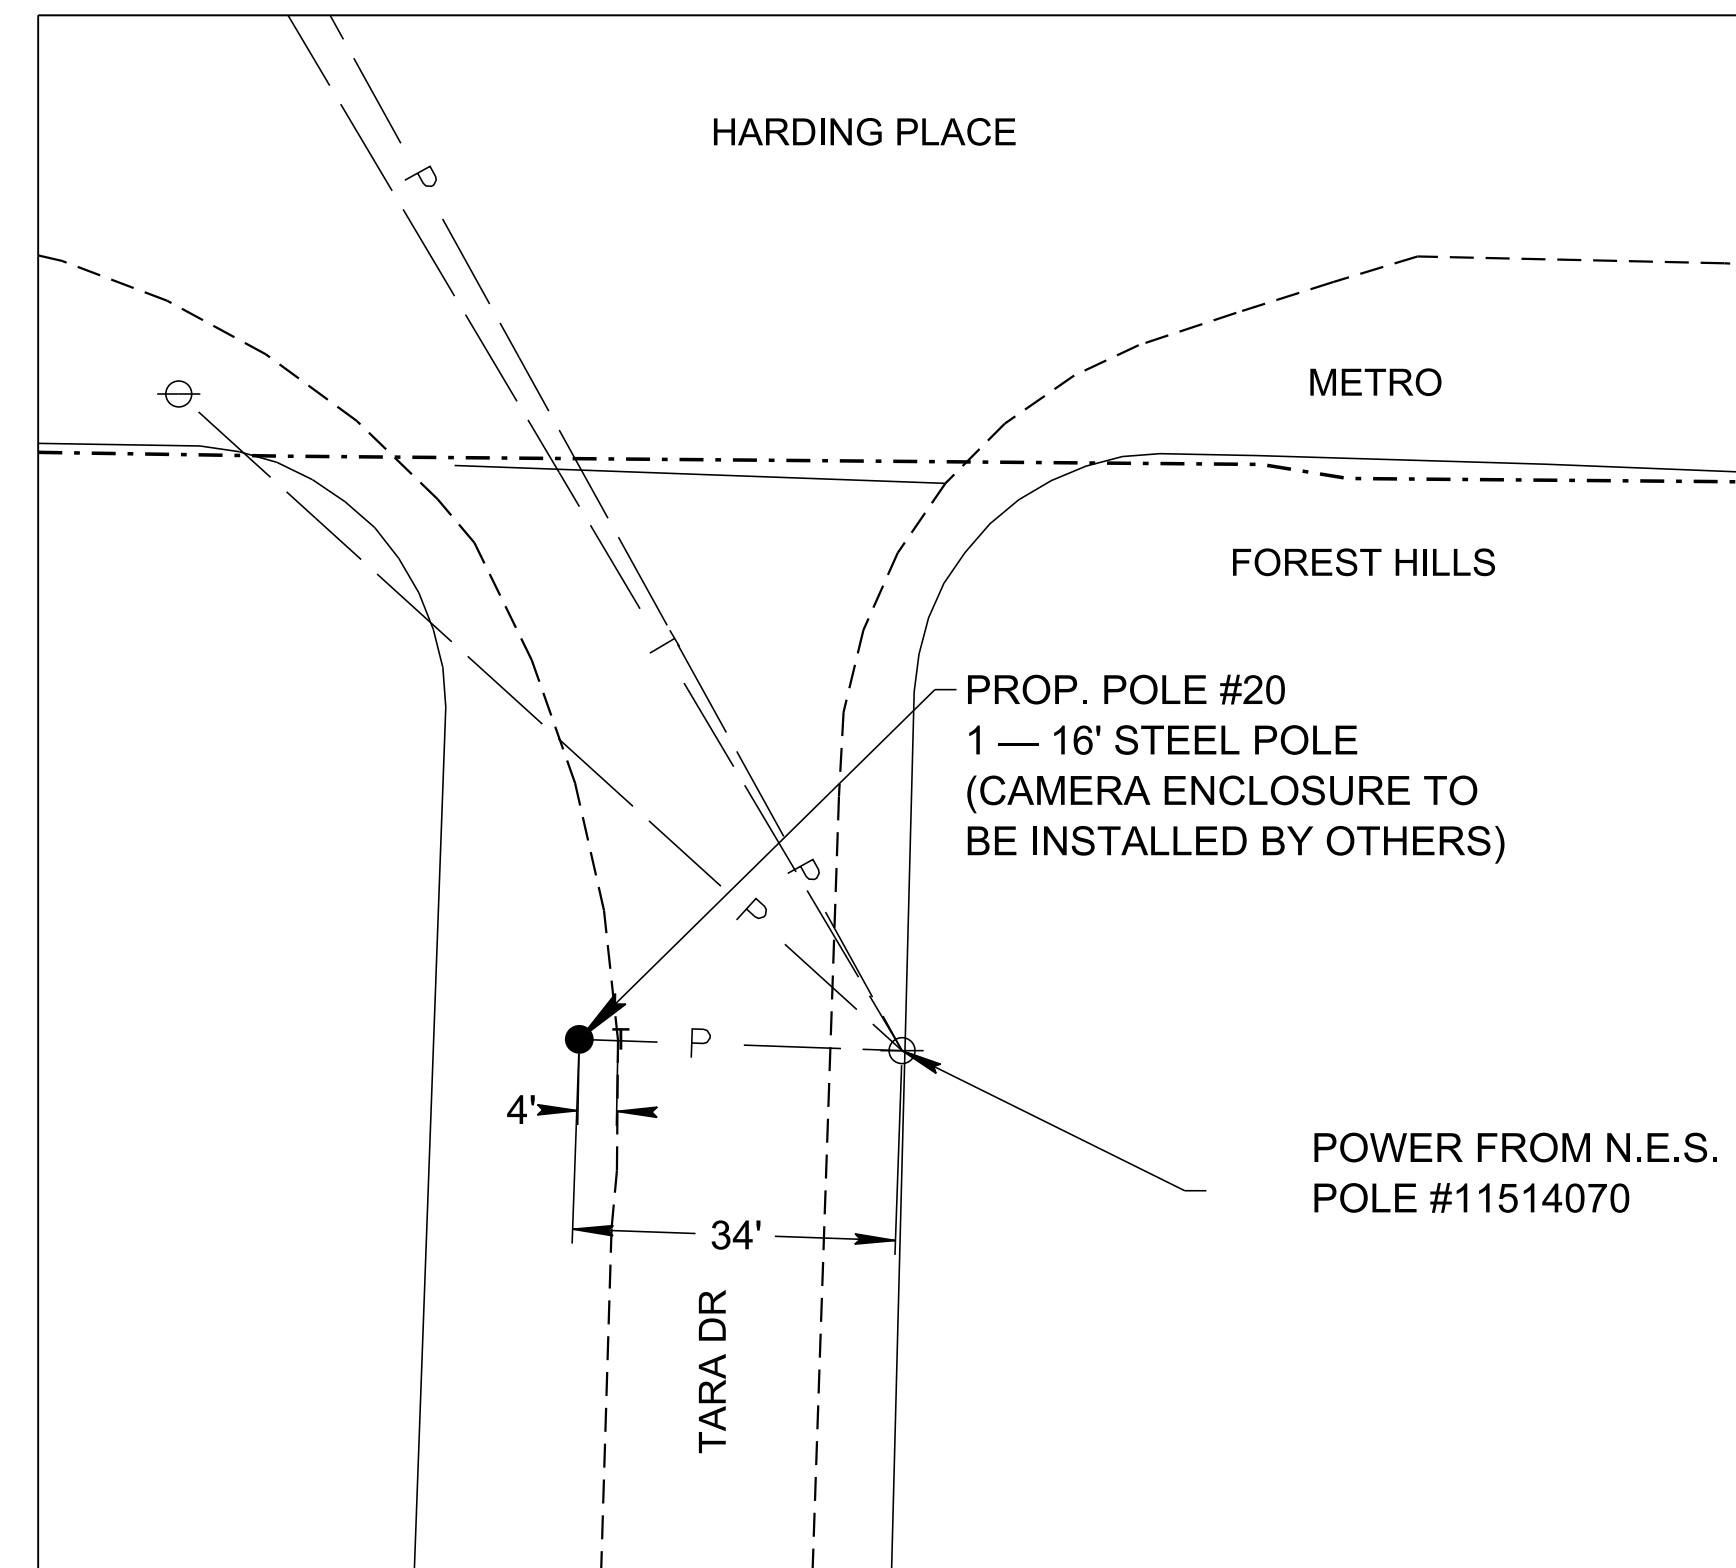 HARDING PLACE
P
METRO
FOREST HILLS
T
PROP. POLE #20
1 — 16' STEEL POLE
(CAMERA ENCLOSURE TO
BE INSTALLED BY OTHERS)
P
P
T
P
4'
POWER FROM N.E.S.
POLE #11514070
34'
TARA DR